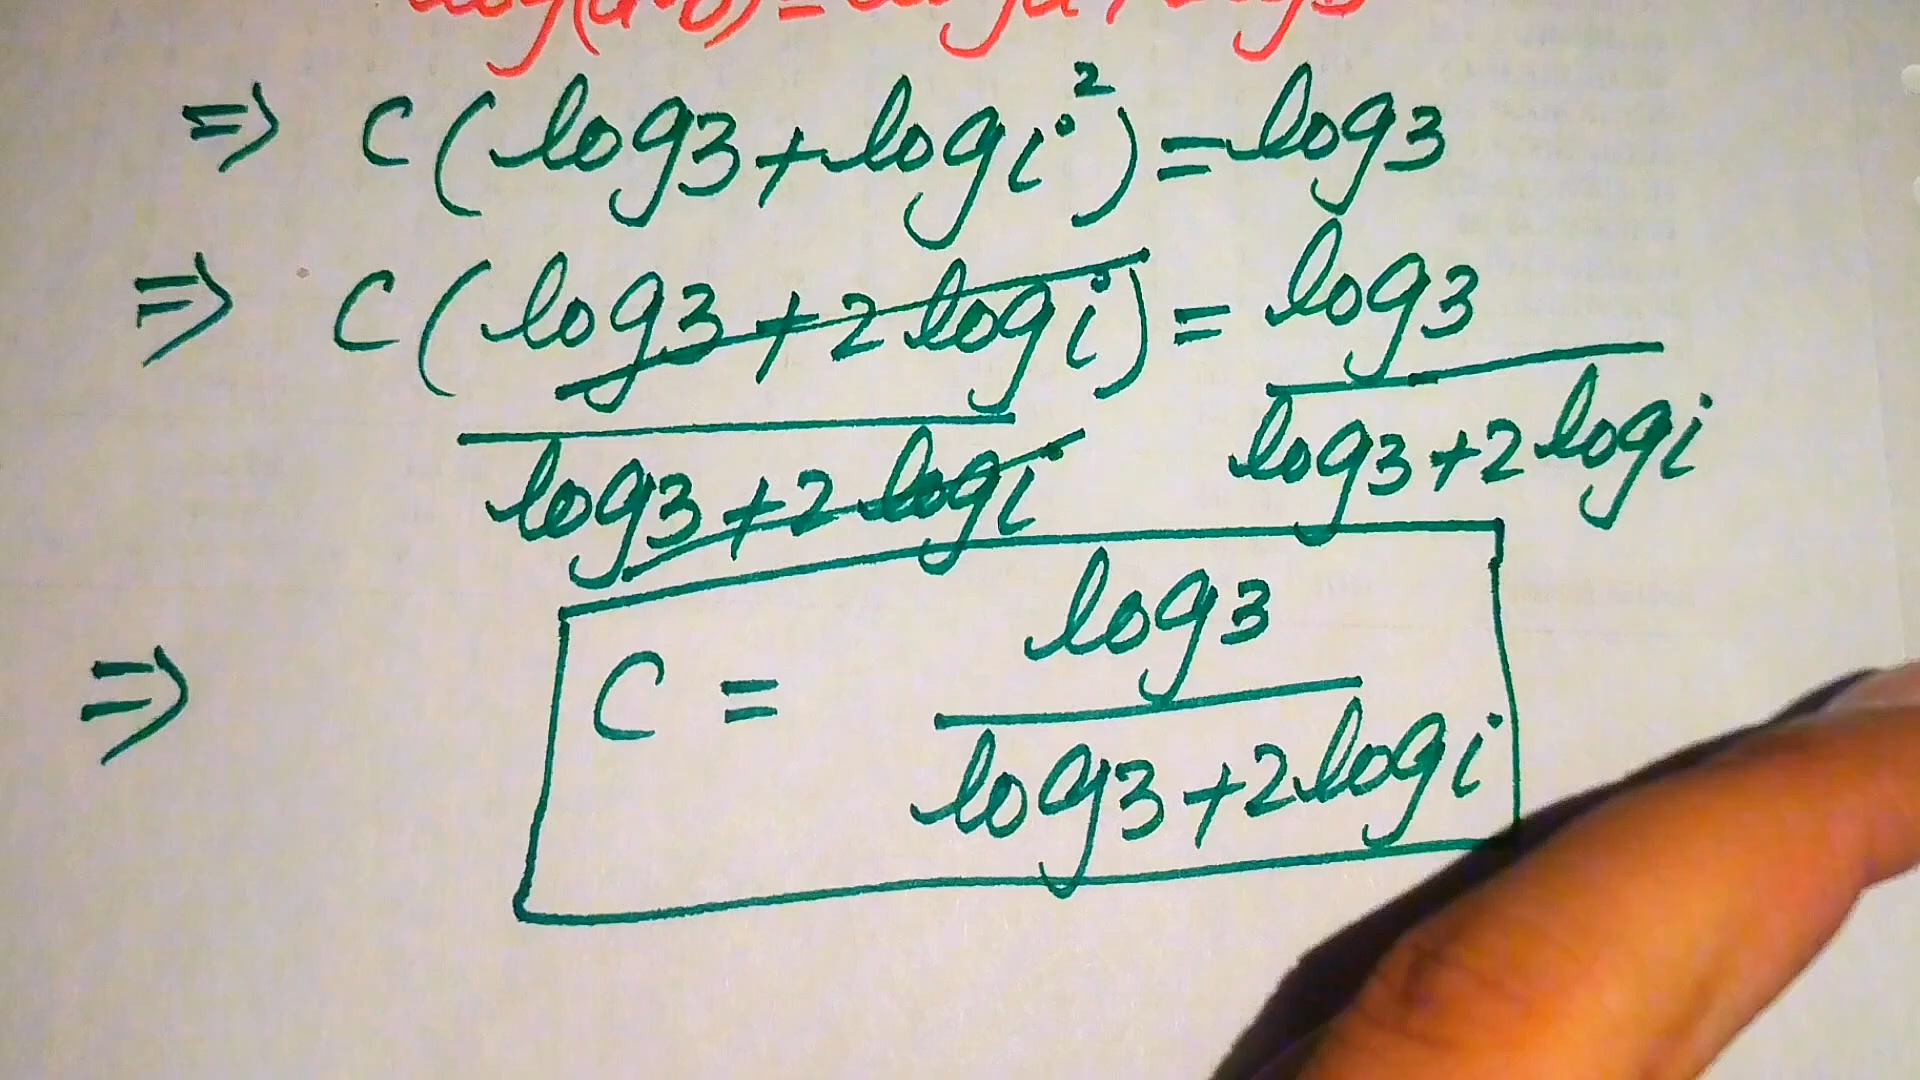 => C(log3+logi²)=log3
=> C(log3+2logi)=log3
log3+2logi log3+2logi
=> C = log3
log3+2logi